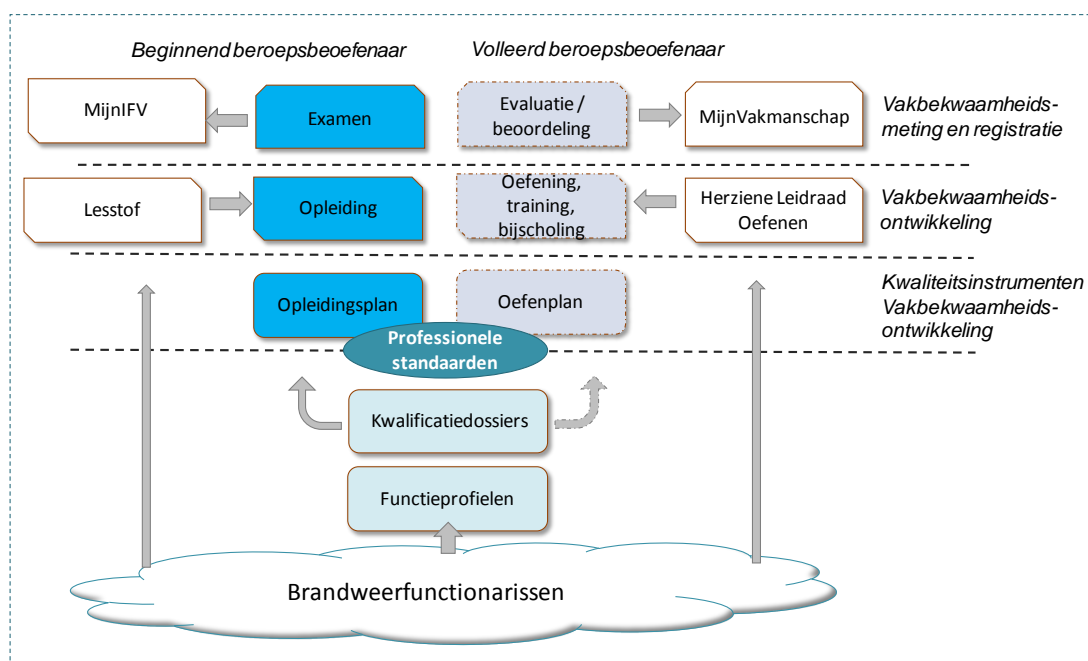 Beginnend beroepsbeoefenaar
Volleerd beroepsbeoefenaar
MijnIFV
Examen
Evaluatie /
beoordeling
MijnVakmanschap
Vakbekwaamheids-
meting en registratie
Lesstof
Opleiding
Oefening,
training,
bijscholing
Herziene Leidraad
Oefenen
Vakbekwaamheids-
ontwikkeling
Opleidingsplan
Oefenplan
Kwaliteitsinstrumenten
Vakbekwaamheids-
ontwikkeling
Professionele
standaarden
Kwalificatiedossiers
Functieprofielen
Brandweerfunctionarissen